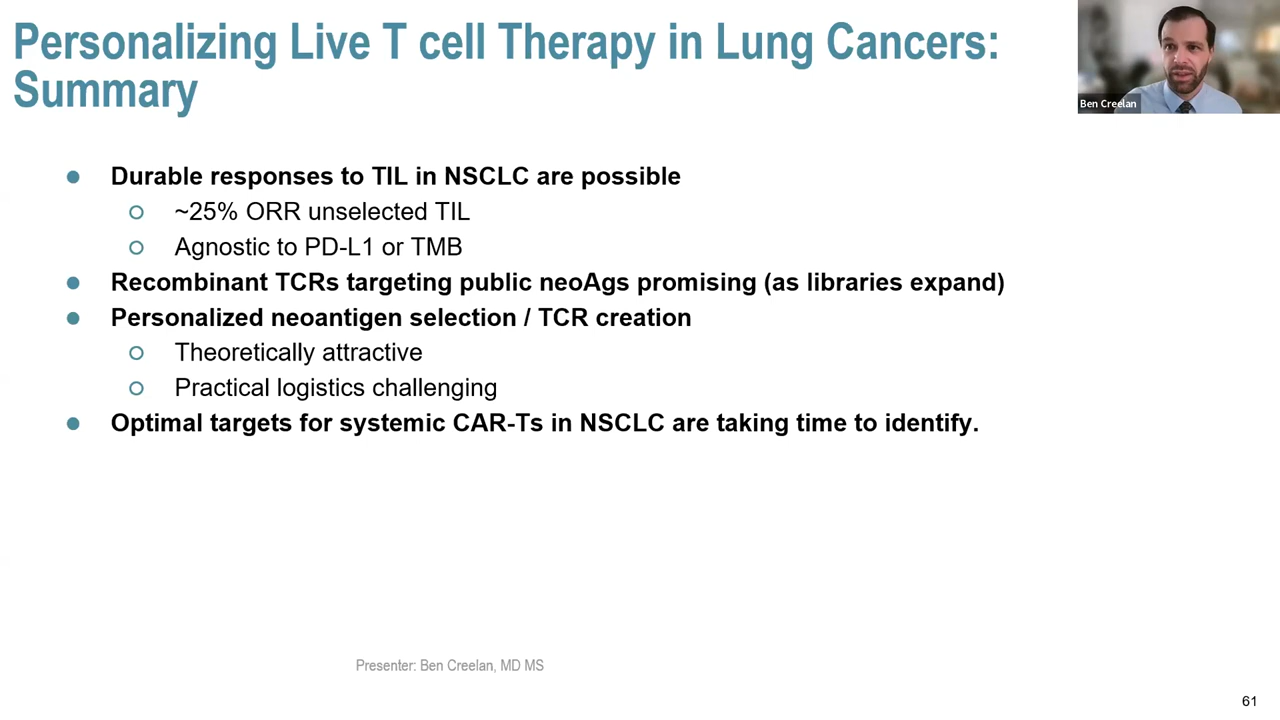 Personalizing Live T cell Therapy in Lung Cancers:
Summary
Ben Creelan
● Durable responses to TIL in NSCLC are possible
○ ~25% ORR unselected TIL
○ Agnostic to PD-L1 or TMB
● Recombinant TCRs targeting public neoAgs promising (as libraries expand)
● Personalized neoantigen selection / TCR creation
○ Theoretically attractive
○ Practical logistics challenging
● Optimal targets for systemic CAR-Ts in NSCLC are taking time to identify.
Presenter: Ben Creelan, MD MS
61